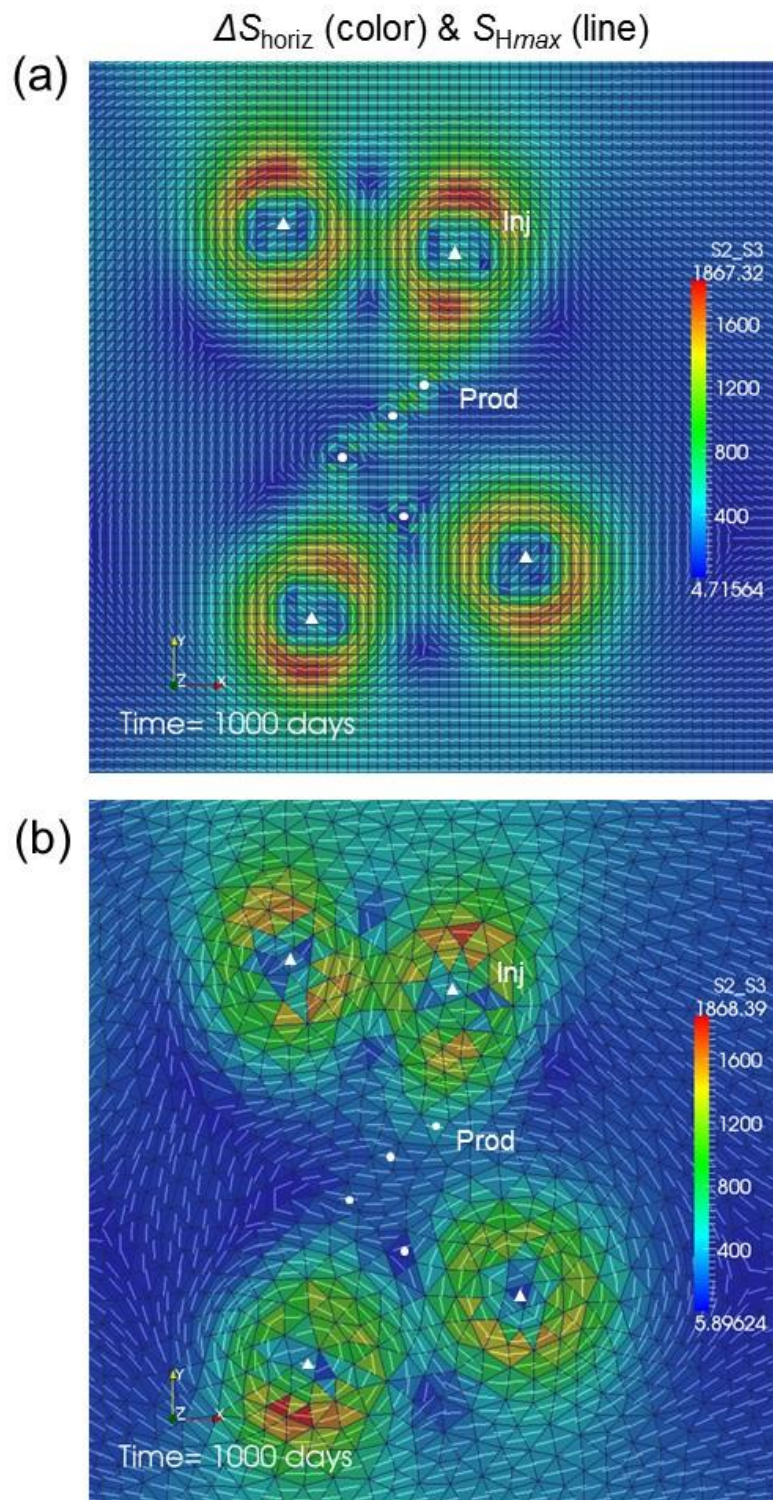 ΔShoriz (color) & SHmax (line)
(a)
Inj
S2_S3
1867.32
1600
Prod
1200
800
400
4.71564
Y
Z X
Time= 1000 days
(b)
Inj
S2_S3
1868.39
1600
Prod
1200
800
400
5.89624
Y
Z X
Time= 1000 days